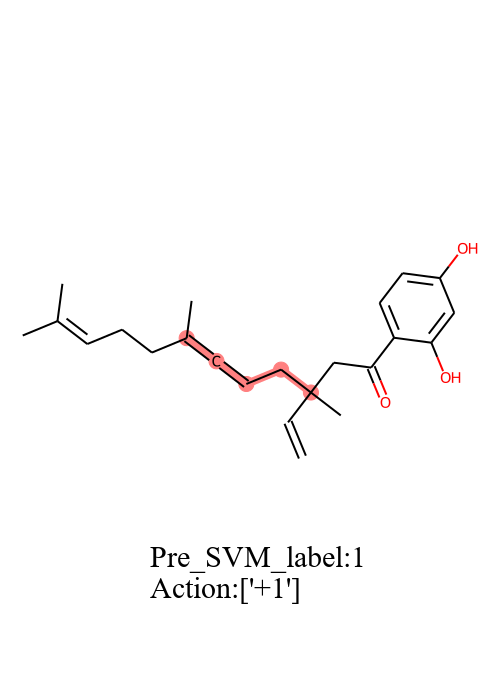 OH
C
OH
O
Pre_SVM_label:1
Action:['+1']